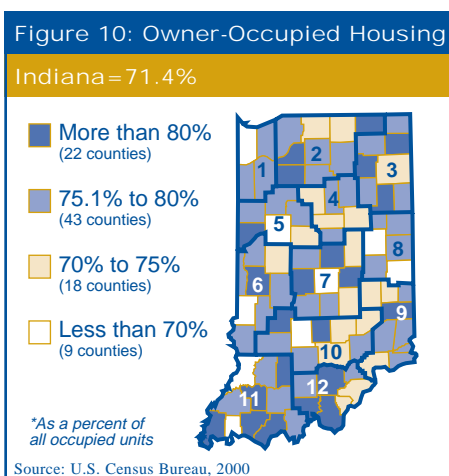 Figure 10: Owner-Occupied Housing
Indiana=71.4%
More than 80%
(22 counties)
75.1% to 80%
(43 counties)
70% to 75%
(18 counties)
Less than 70%
(9 counties)
1
2
3
4
5
6
7
8
9
10
11
12
*As a percent of
all occupied units
Source: U.S. Census Bureau, 2000